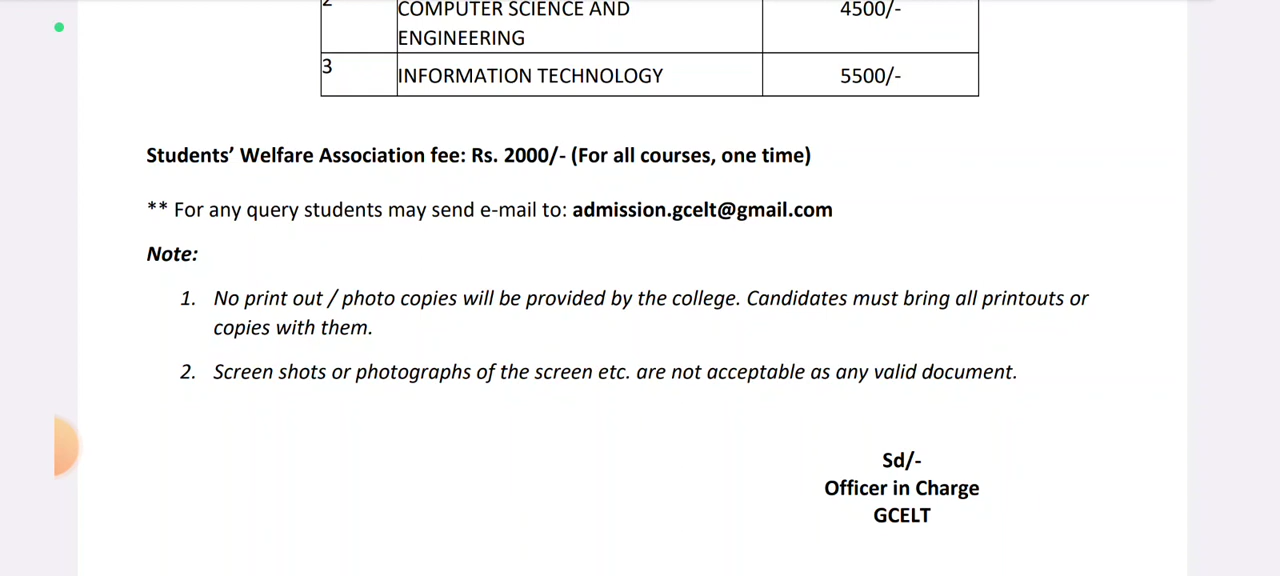 2 COMPUTER SCIENCE AND 4500/-
ENGINEERING
3 INFORMATION TECHNOLOGY 5500/-
Students’ Welfare Association fee: Rs. 2000/- (For all courses, one time)
** For any query students may send e-mail to: admission.gcelt@gmail.com
Note:
1. No print out / photo copies will be provided by the college. Candidates must bring all printouts or
copies with them.
2. Screen shots or photographs of the screen etc. are not acceptable as any valid document.
Sd/-
Officer in Charge
GCELT